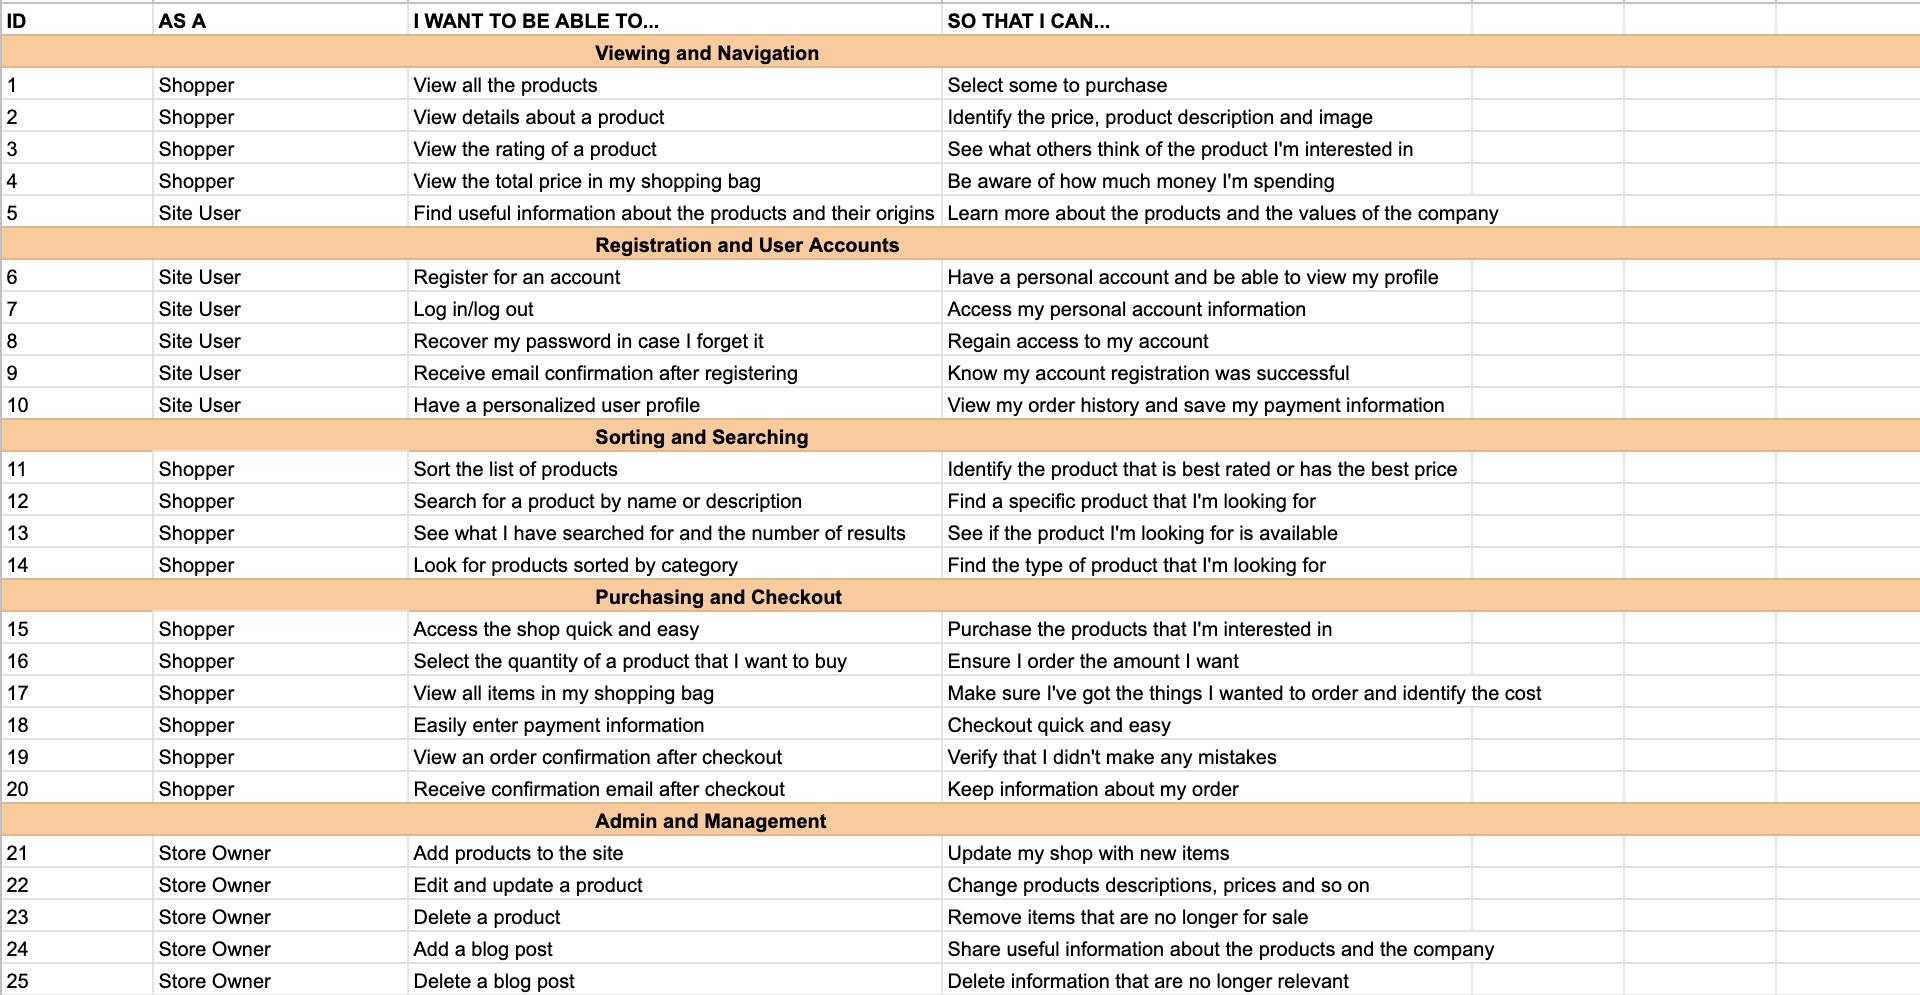 ID AS A I WANT TO BE ABLE TO... SO THAT I CAN...
Viewing and Navigation
1 Shopper View all the products Select some to purchase
2 Shopper View details about a product Identify the price, product description and image
3 Shopper View the rating of a product See what others think of the product I'm interested in
4 Shopper View the total price in my shopping bag Be aware of how much money I'm spending
5 Site User Find useful information about the products and their origins Learn more about the products and the values of the company
Registration and User Accounts
6 Site User Register for an account Have a personal account and be able to view my profile
7 Site User Log in/log out Access my personal account information
8 Site User Recover my password in case I forget it Regain access to my account
9 Site User Receive email confirmation after registering Know my account registration was successful
10 Site User Have a personalized user profile View my order history and save my payment information
Sorting and Searching
11 Shopper Sort the list of products Identify the product that is best rated or has the best price
12 Shopper Search for a product by name or description Find a specific product that I'm looking for
13 Shopper See what I have searched for and the number of results See if the product I'm looking for is available
14 Shopper Look for products sorted by category Find the type of product that I'm looking for
Purchasing and Checkout
15 Shopper Access the shop quick and easy Purchase the products that I'm interested in
16 Shopper Select the quantity of a product that I want to buy Ensure I order the amount I want
17 Shopper View all items in my shopping bag Make sure I've got the things I wanted to order and identify the cost
18 Shopper Easily enter payment information Checkout quick and easy
19 Shopper View an order confirmation after checkout Verify that I didn't make any mistakes
20 Shopper Receive confirmation email after checkout Keep information about my order
Admin and Management
21 Store Owner Add products to the site Update my shop with new items
22 Store Owner Edit and update a product Change products descriptions, prices and so on
23 Store Owner Delete a product Remove items that are no longer for sale
24 Store Owner Add a blog post Share useful information about the products and the company
25 Store Owner Delete a blog post Delete information that are no longer relevant